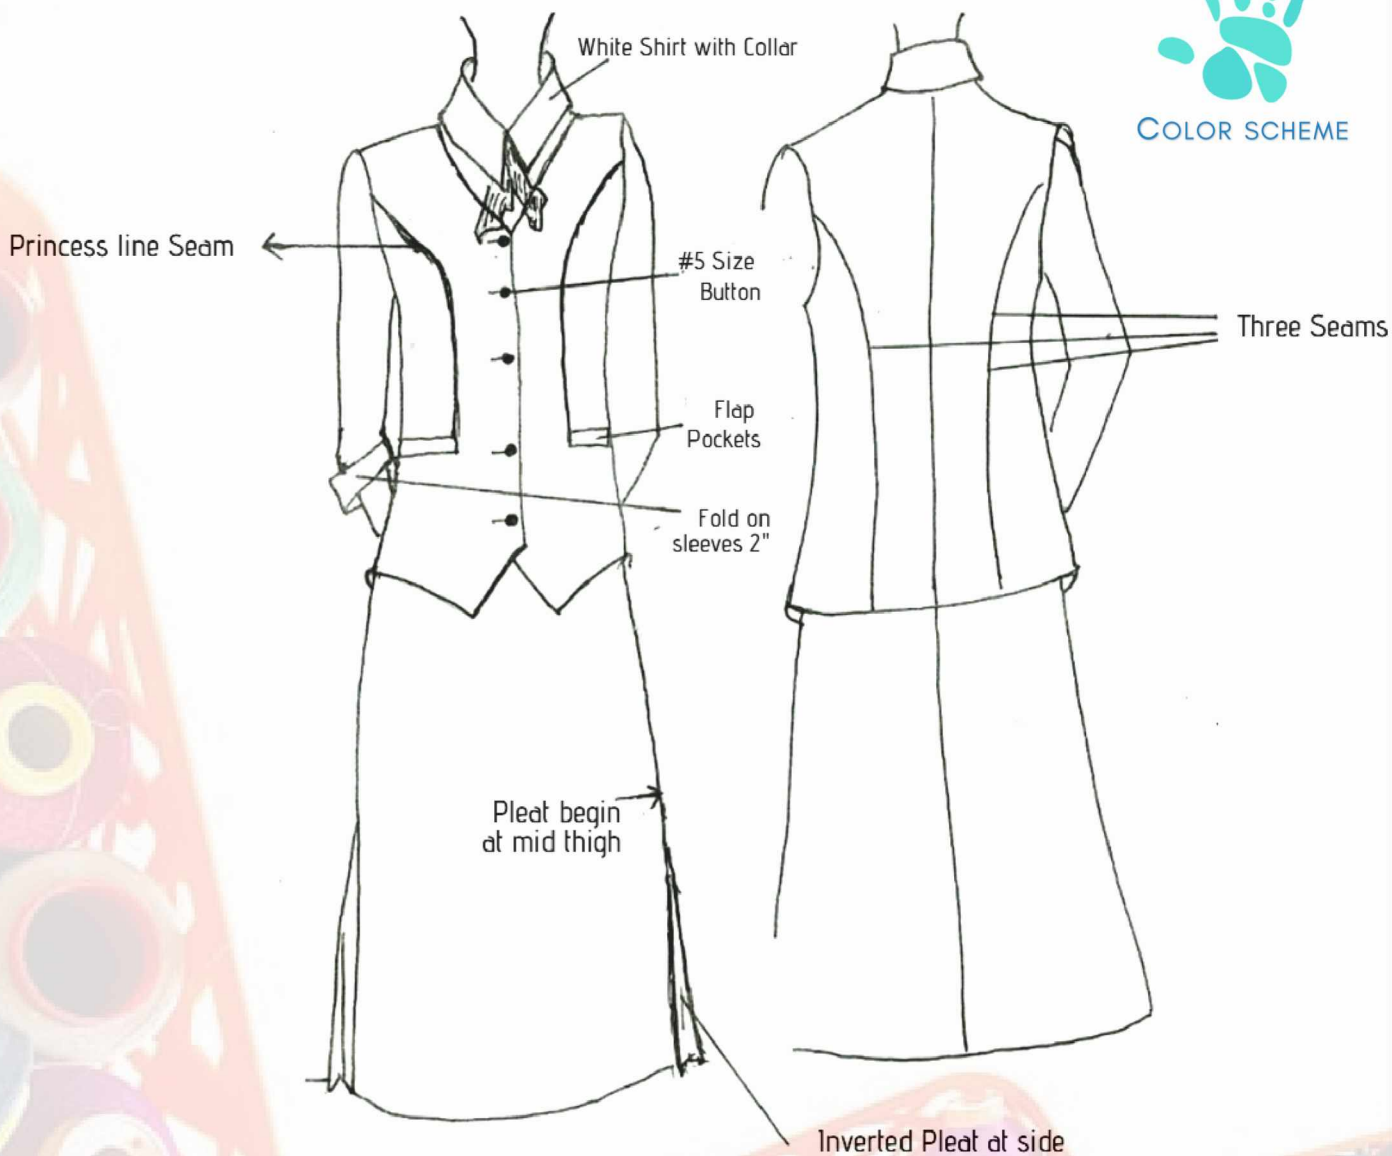 White Shirt with Collar
COLOR SCHEME
Princess line Seam
#5 Size
Button
Three Seams
Flap
Pockets
Fold on
sleeves 2"
Pleat begin
at mid thigh
Inverted Pleat at side